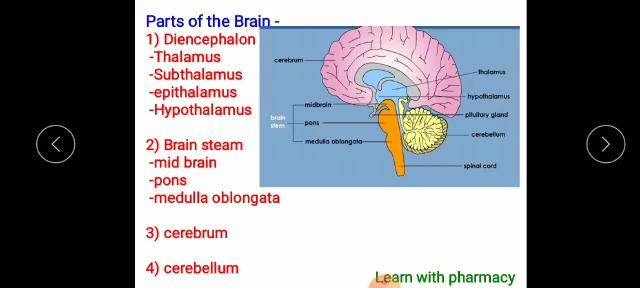 Parts of the Brain -
1) Diencephalon
-Thalamus
-Subthalamus
-epithalamus
-Hypothalamus
2) Brain steam
-mid brain
-pons
-medulla oblongata
3) cerebrum
4) cerebellum
cerebrum
thalamus
hypothalamus
midbrain
pituitary gland
brain
stem
pons
cerebellum
medulla oblongata
spinal cord
Learn with pharmacy